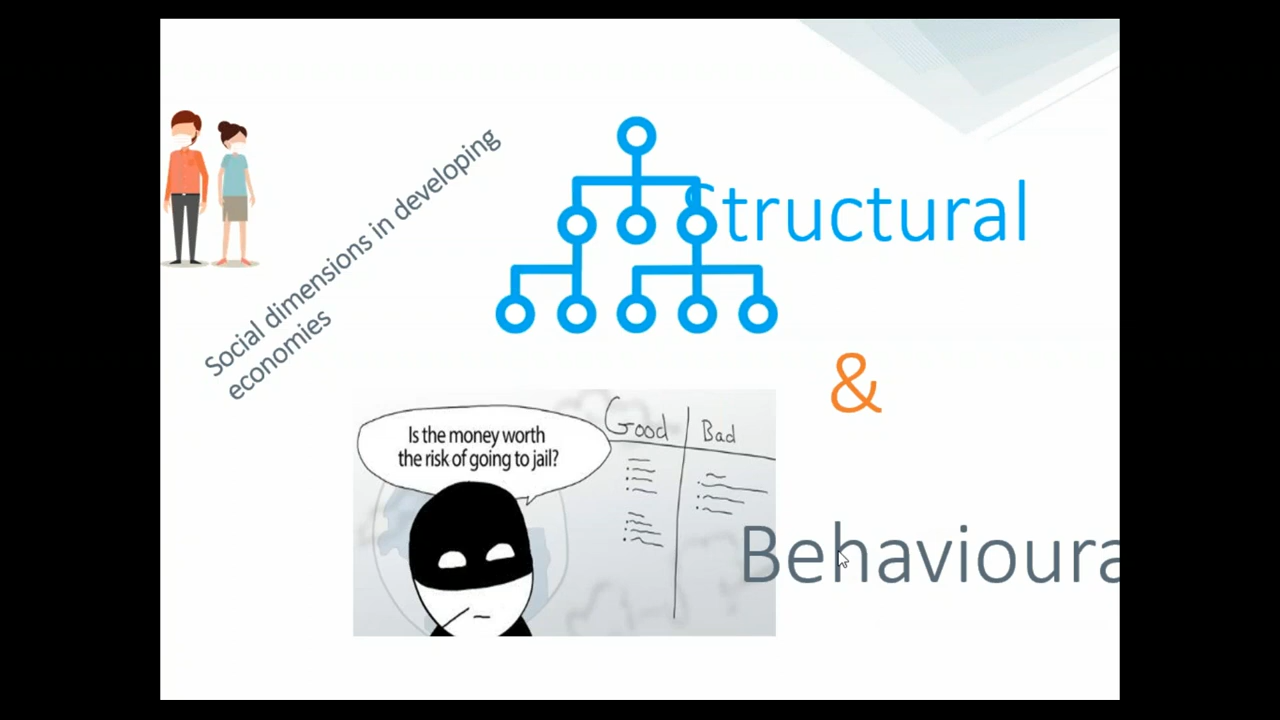 Social dimensions in developing
economies
Structural
&
Behavioura
Is the money worth
the risk of going to jail?
Good
Bad